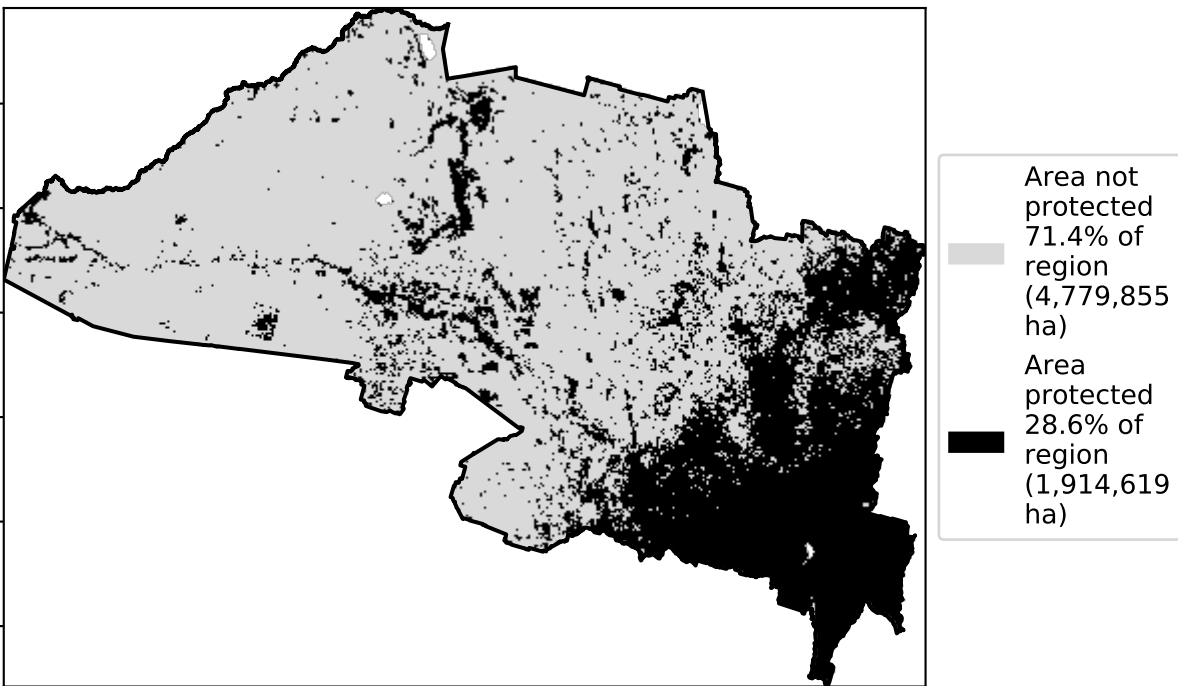 Area not
protected
71.4% of
region
(4,779,855
ha)
Area
protected
28.6% of
region
(1,914,619
ha)